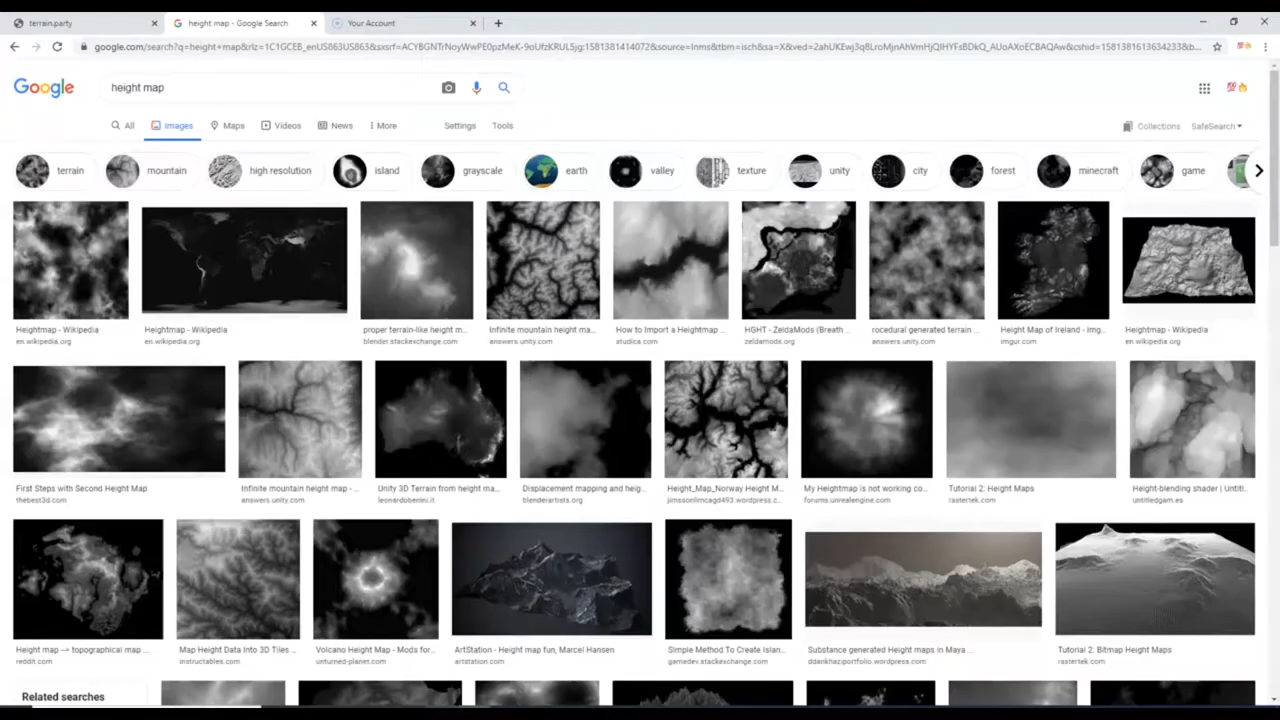 terrain.party
height map - Google Search
Your Account
google.com/search?q=height+map&rlz=1C1GCEB_enUS863US863&sxsrf=ACYBGNTrNoyWwPE0pzMeK-9oUfzKRUL5jg:1581381414072&source=lnms&tbm=isch&sa=X&ved=2ahUKEwj3q8LroMjnAhVmHjQIHYFsBDkQ_AUoAXoECBAQAw&cshid=1581381613634233&b...
Google
height map
All
Images
Maps
Videos
News
More
Settings
Tools
Collections
SafeSearch
terrain
mountain
high resolution
island
grayscale
earth
valley
texture
unity
city
forest
minecraft
game
Heightmap - Wikipedia
en.wikipedia.org
Heightmap - Wikipedia
en.wikipedia.org
proper terrain-like height m...
blender.stackexchange.com
Infinite mountain height ma...
answers.unity.com
How to Import a Heightmap ...
studica.com
HGHT - ZeldaMods (Breath ...
zeldamods.org
rocedural generated terrain ...
answers.unity.com
Height Map of Ireland - Img...
imgur.com
Heightmap - Wikipedia
en.wikipedia.org
First Steps with Second Height Map
thebest3d.com
Infinite mountain height map - ...
answers.unity.com
Unity 3D Terrain from height ma...
leonardobenini.it
Displacement mapping and heig...
blenderartists.org
Height_Map_Norway Height M...
jimssonlimcagd493.wordpress.c...
My Heightmap is not working co...
forums.unrealengine.com
Tutorial 2: Height Maps
rastertek.com
Height-blending shader | Untitl...
untitledgam.es
Height map --> topographical map ...
reddit.com
Map Height Data Into 3D Tiles ...
instructables.com
Volcano Height Map - Mods for...
unturned-planet.com
ArtStation - Height map fun, Marcel Hansen
artstation.com
Simple Method To Create Islan...
gamedev.stackexchange.com
Substance generated Height maps in Maya ...
ddankhaziportfolio.wordpress.com
Tutorial 2: Bitmap Height Maps
rastertek.com
Related searches